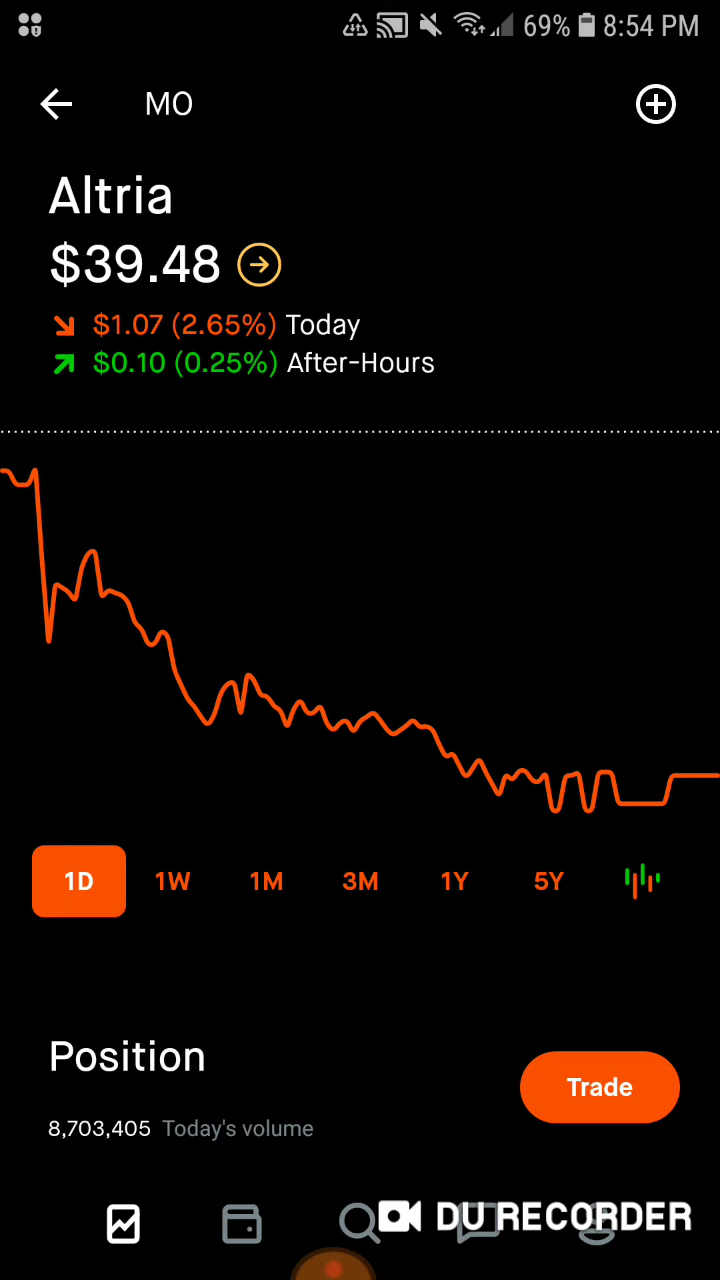 69% 8:54 PM
MO
Altria
$39.48
$1.07 (2.65%) Today
$0.10 (0.25%) After-Hours
1D 1W 1M 3M 1Y 5Y
Position
Trade
8,703,405 Today's volume
DU RECORDER